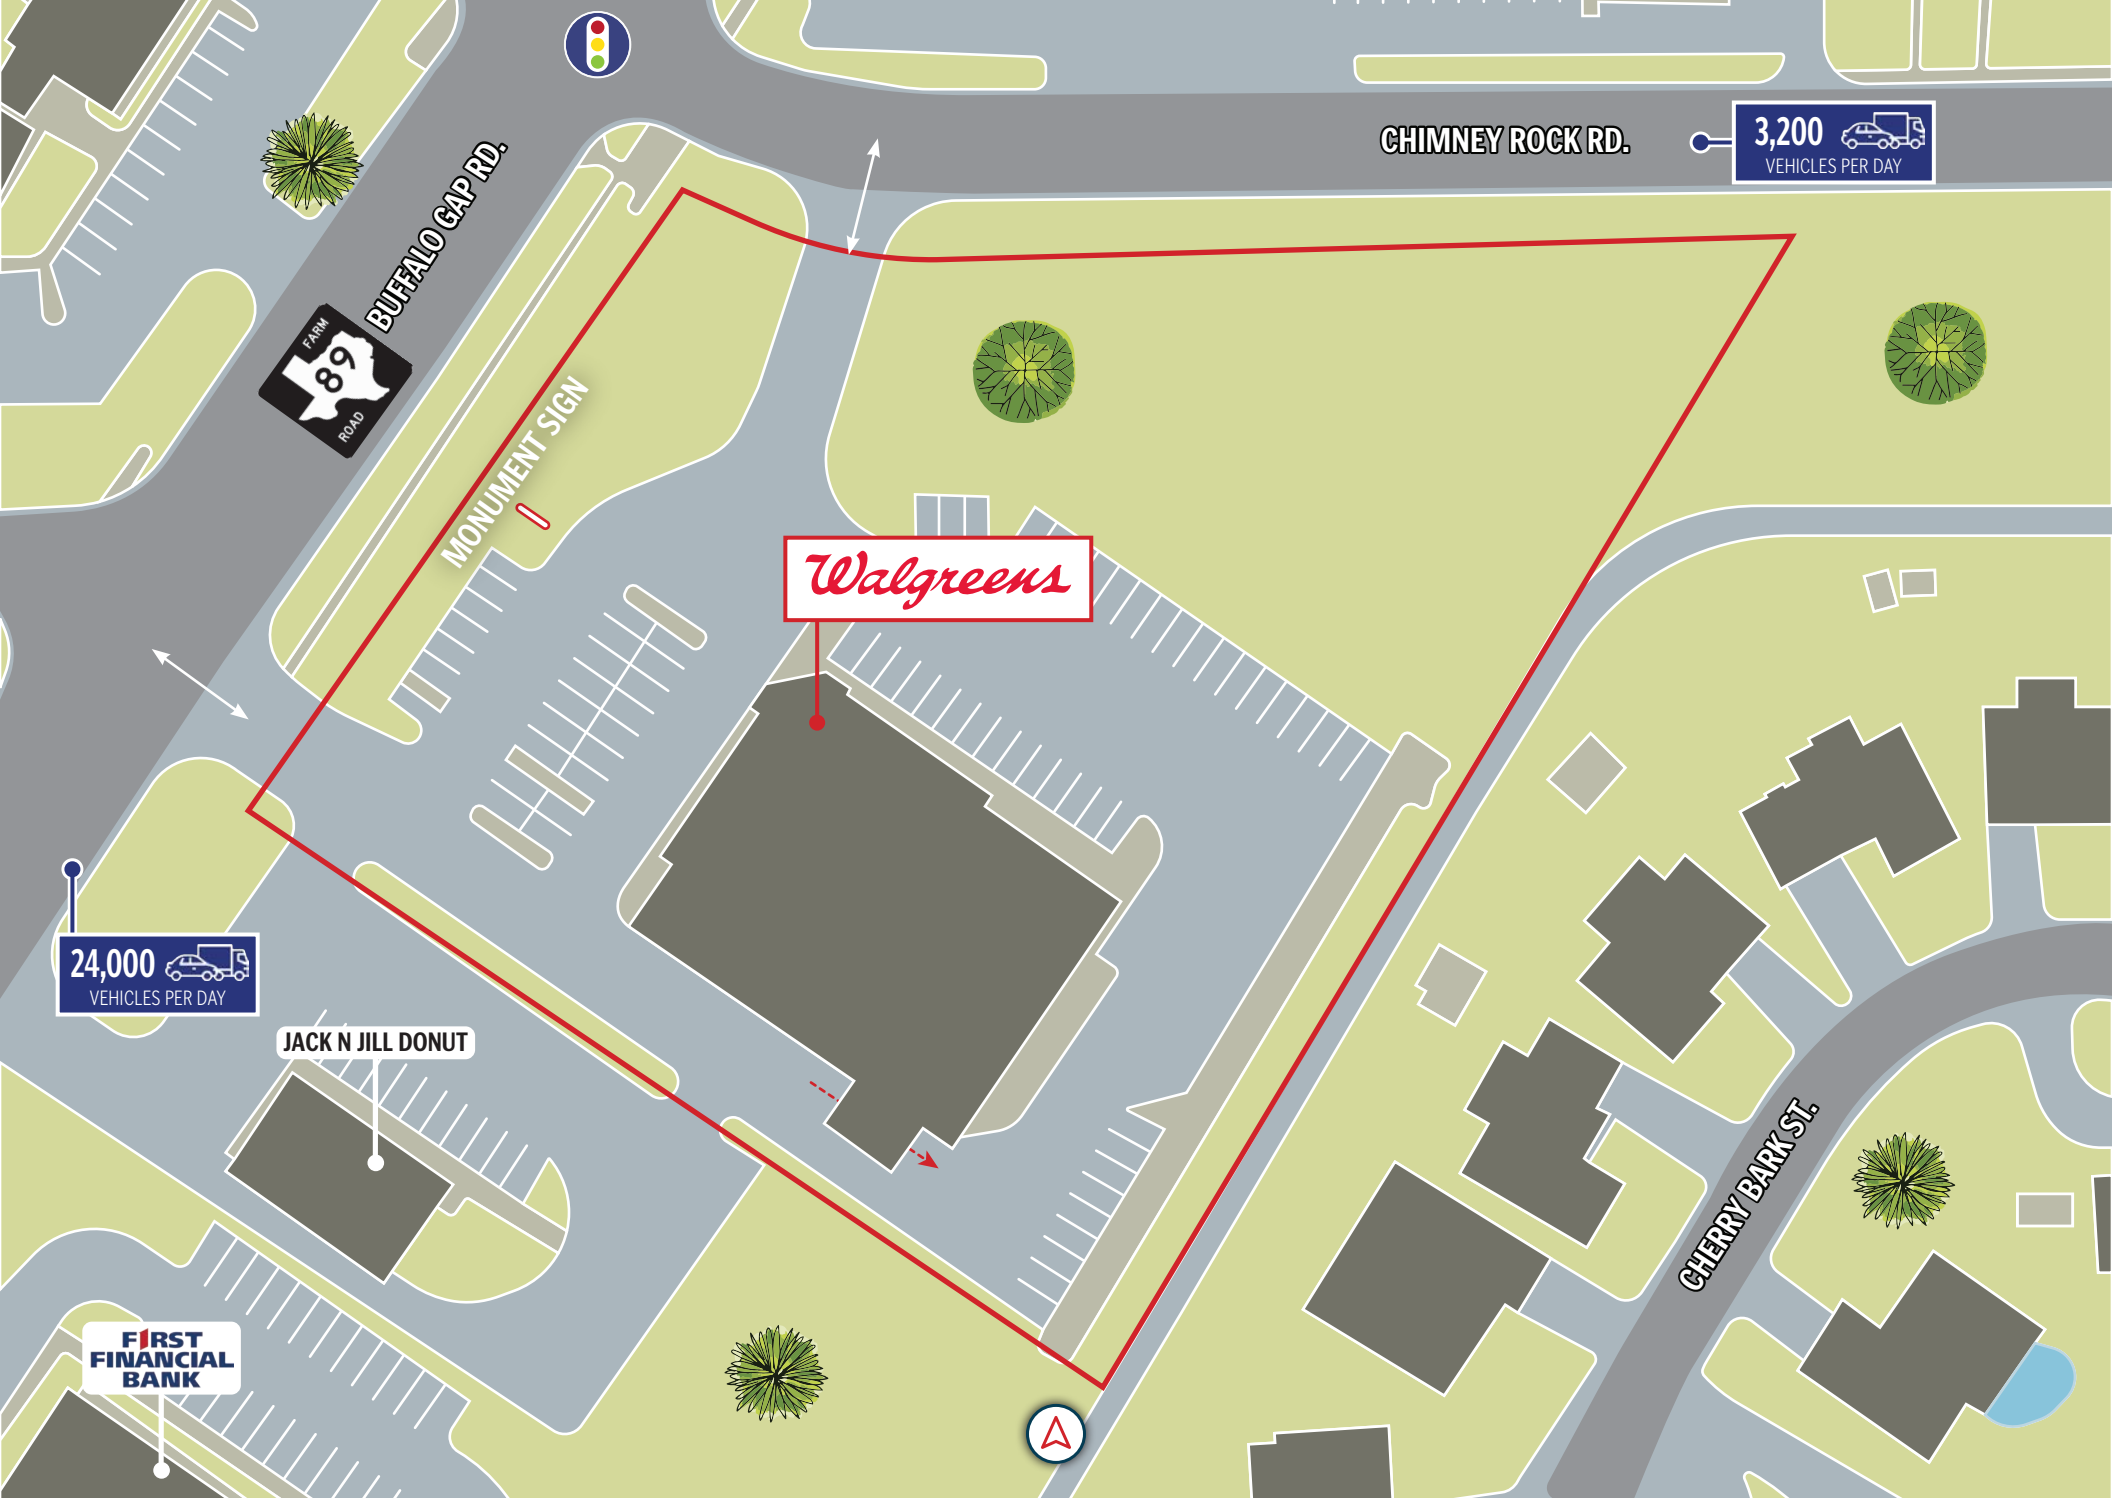 CHIMNEY ROCK RD.
3,200
VEHICLES PER DAY
BUFFALO GAP RD.
FARM
89
ROAD
MONUMENT SIGN
Walgreens
24,000
VEHICLES PER DAY
JACK N JILL DONUT
CHERRY BARK ST.
FIRST
FINANCIAL
BANK